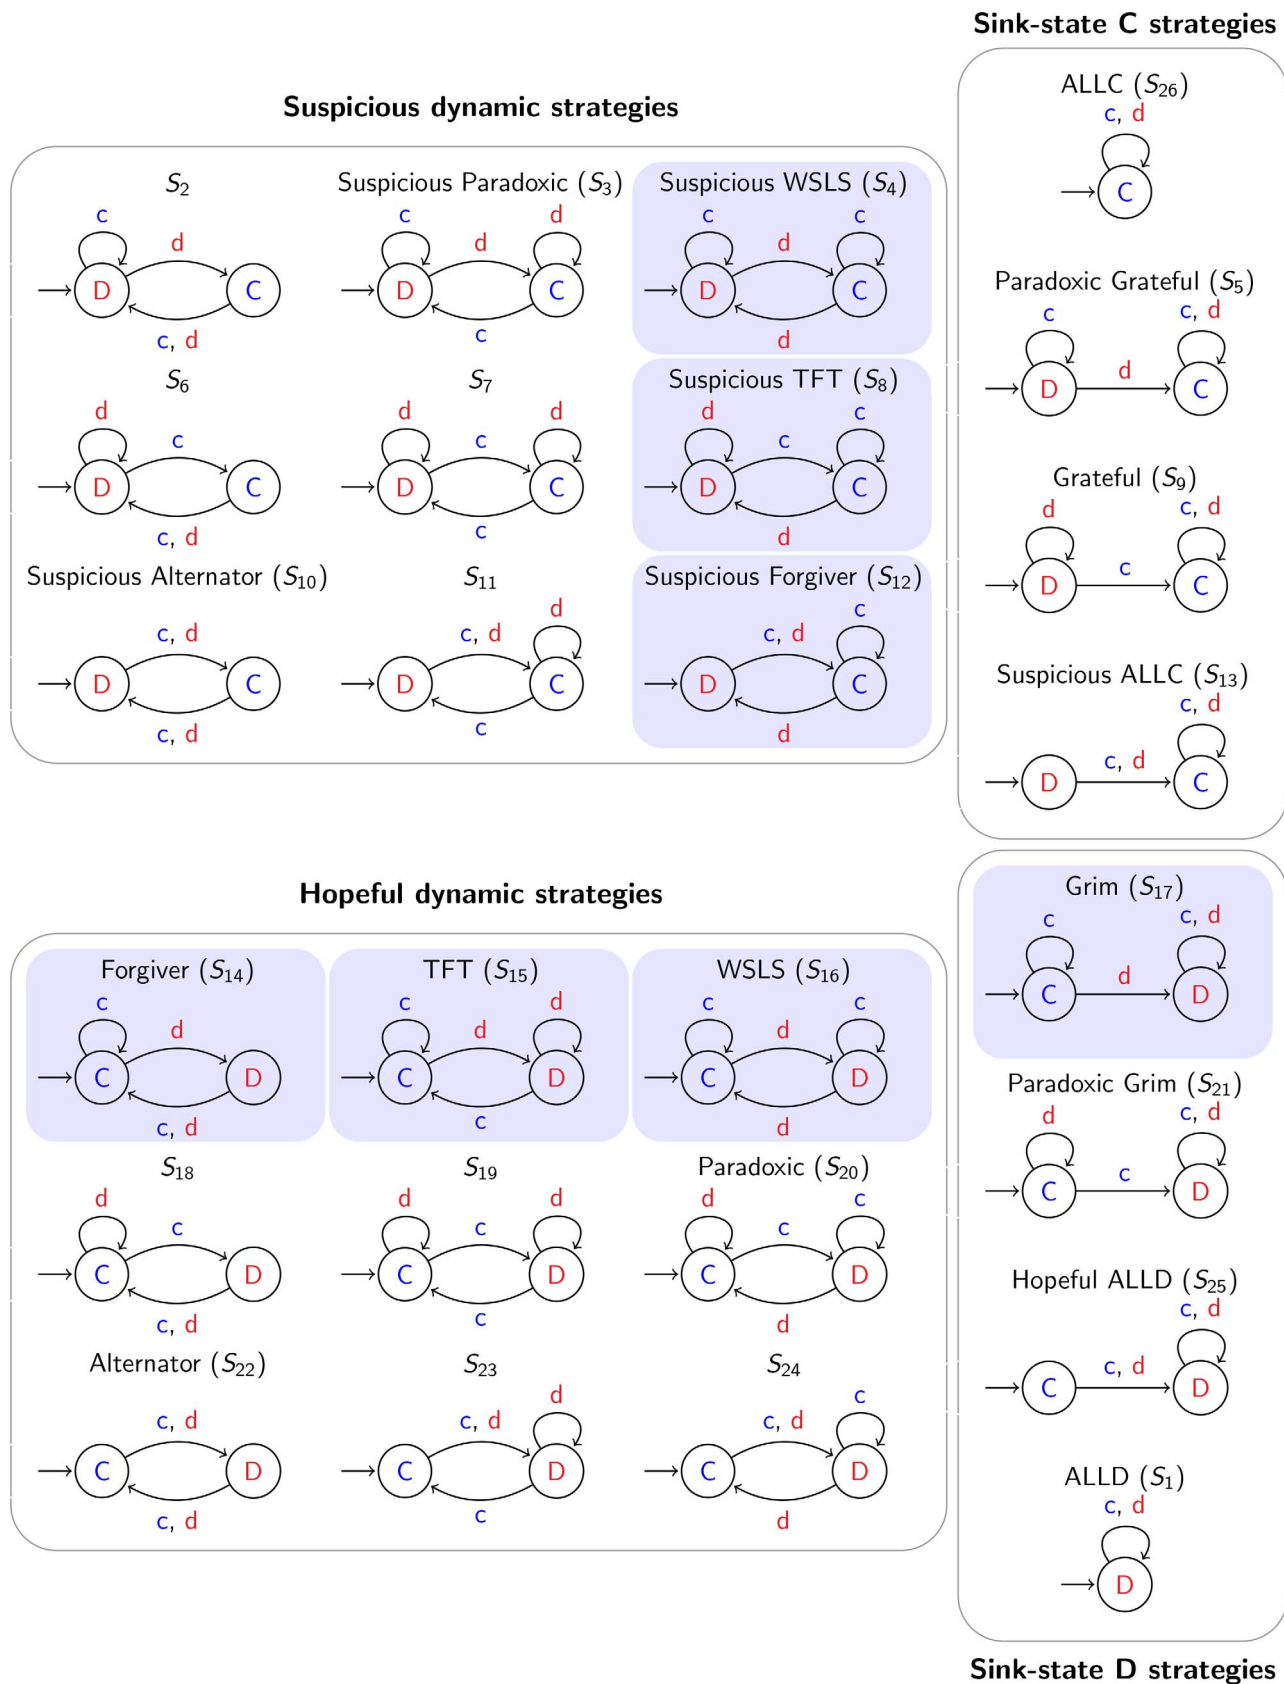 Sink-state C strategies
ALLC (S26)
c, d
C
Paradoxic Grateful (S5)
c c, d
D d C
Grateful (S9)
d c, d
D c C
Suspicious ALLC (S13)
c, d
D c, d C
Suspicious dynamic strategies
S2 Suspicious Paradoxic (S3) Suspicious WSLS (S4)
c c d c c
d d d
D C D C D C
c, d c d
S6 S7 Suspicious TFT (S8)
d d d d c
c c c
D C D C D C
c, d c d
Suspicious Alternator (S10) S11 Suspicious Forgiver (S12)
d c
c, d c, d c, d
D C D C D C
c, d c d
Hopeful dynamic strategies
Forgiver (S14) TFT (S15) WSLS (S16)
c c d c c
d d d
C D C D C D
c, d c d
S18 S19 Paradoxic (S20)
d d d d c
c c c
C D C D C D
c, d c d
Alternator (S22) S23 S24
d c
c, d c, d c, d
C D C D C D
c, d c d
Grim (S17)
c c, d
C d D
Paradoxic Grim (S21)
d c, d
C c D
Hopeful ALLD (S25)
c, d
C c, d D
ALLD (S1)
c, d
D
Sink-state D strategies